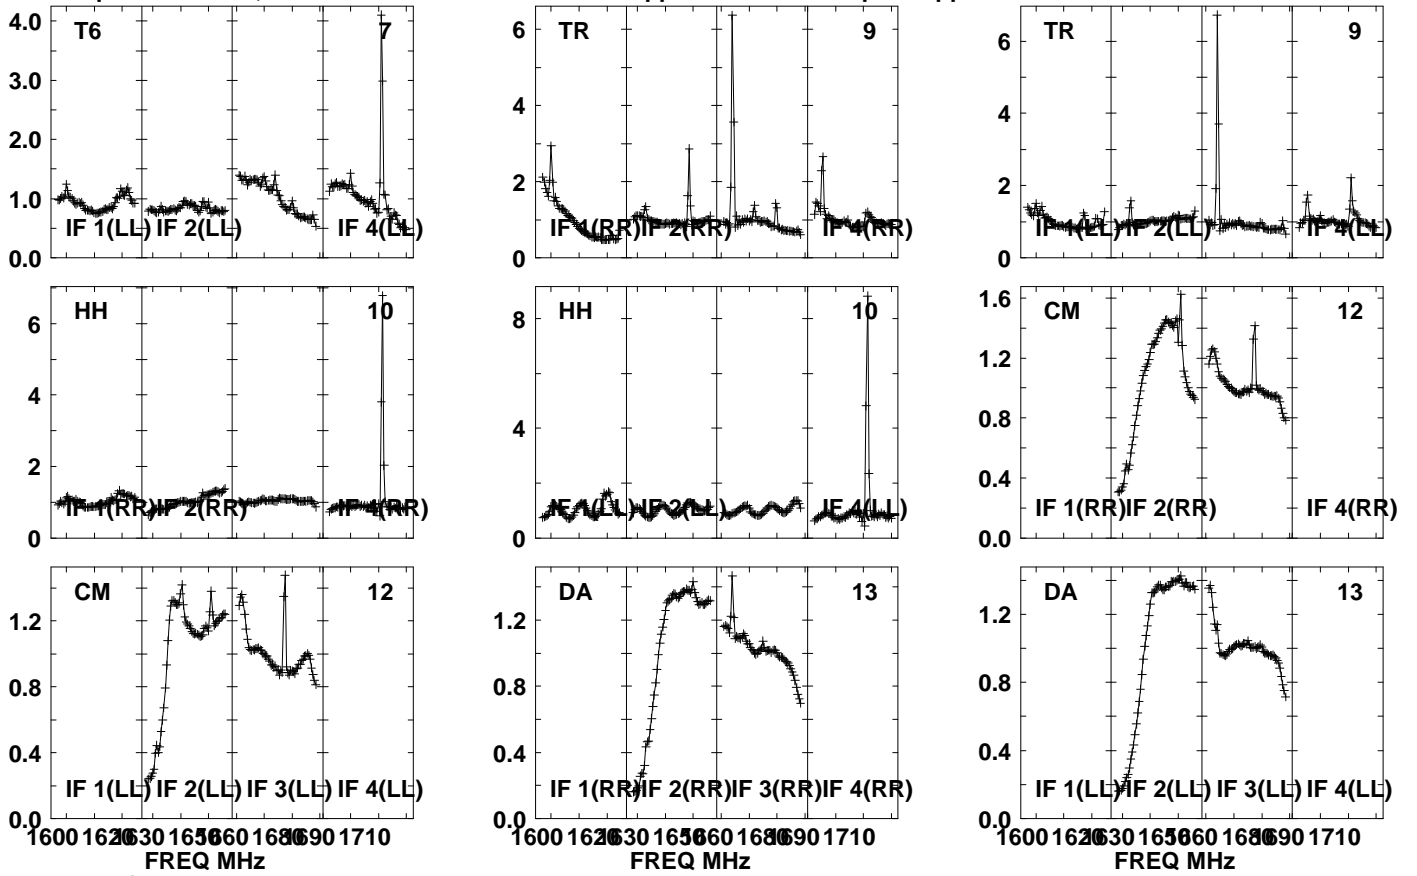 T6 7 TR 9 TR 9
4.0 3.0 2.0 1.0 0.0
6 4 2 0
6 4 2 0
IF 1(LL) IF 2(LL) IF 4(LL)
IF 1(RR) IF 2(RR) IF 4(RR)
IF 1(LL) IF 2(LL) IF 4(LL)
HH 10 HH 10 CM 12
6 4 2 0
8 4 0
1.6 1.2 0.8 0.4 0.0
IF 1(RR) IF 2(RR) IF 4(RR)
IF 1(LL) IF 2(LL) IF 4(LL)
IF 1(RR) IF 2(RR) IF 4(RR)
CM 12 DA 13 DA 13
1.2 0.8 0.4 0.0
1.2 0.8 0.4 0.0
1.2 0.8 0.4 0.0
IF 1(LL) IF 2(LL) IF 3(LL) IF 4(LL)
IF 1(RR) IF 2(RR) IF 3(RR) IF 4(RR)
IF 1(LL) IF 2(LL) IF 3(LL) IF 4(LL)
1600 1620 1630 1650 1660 1680 1690 1710
1600 1620 1630 1650 1660 1680 1690 1710
1600 1620 1630 1650 1660 1680 1690 1710
FREQ MHz FREQ MHz FREQ MHz